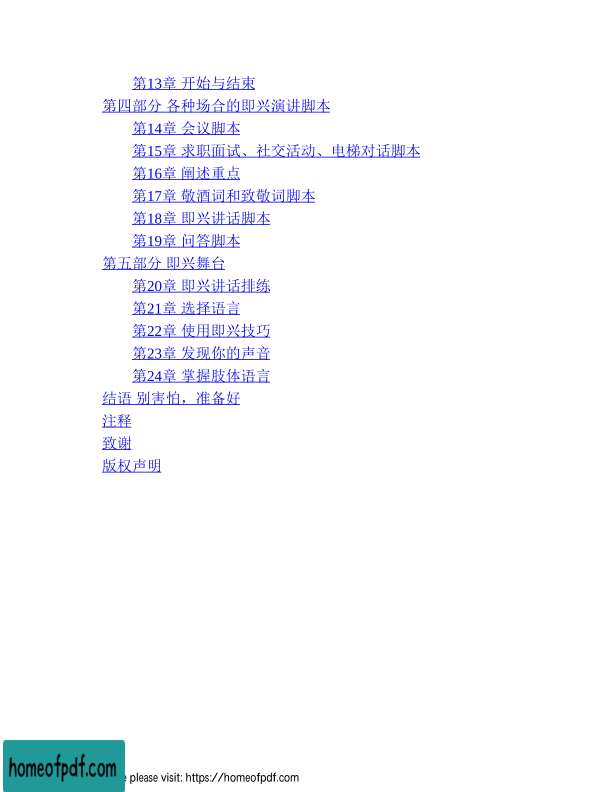 第13章 开始与结束
第四部分 各种场合的即兴演讲脚本
第14章 会议脚本
第15章 求职面试、社交活动、电梯对话脚本
第16章 阐述重点
第17章 敬酒词和致敬词脚本
第18章 即兴讲话脚本
第19章 问答脚本
第五部分 即兴舞台
第20章 即兴讲话排练
第21章 选择语言
第22章 使用即兴技巧
第23章 发现你的声音
第24章 掌握肢体语言
结语 别害怕，准备好
注释
致谢
版权声明
homeofpdf.com
please visit: https://homeofpdf.com